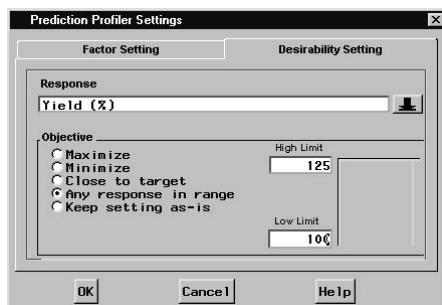 Prediction Profiler Settings
Factor Setting
Desirability Setting
Response
Yield (%)
Objective
Maximize
Minimize
Close to target
Any response in range
Keep setting as-is
High Limit
125
Low Limit
100
OK
Cancel
Help